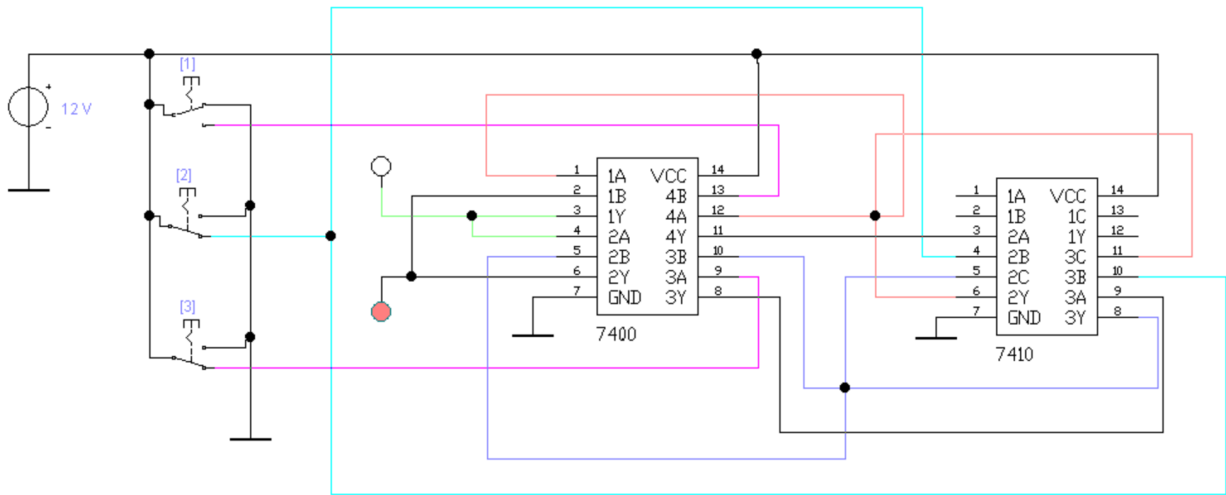 [1]
+
12 V
-
[2]
[3]
1 1A VCC 14
2 1B 4B 13
3 1Y 4A 12
4 2A 4Y 11
5 2B 3B 10
6 2Y 3A 9
7 GND 3Y 8
7400
1 1A VCC 14
2 1B 1C 13
3 2A 1Y 12
4 2B 3C 11
5 2C 3B 10
6 2Y 3A 9
7 GND 3Y 8
7410